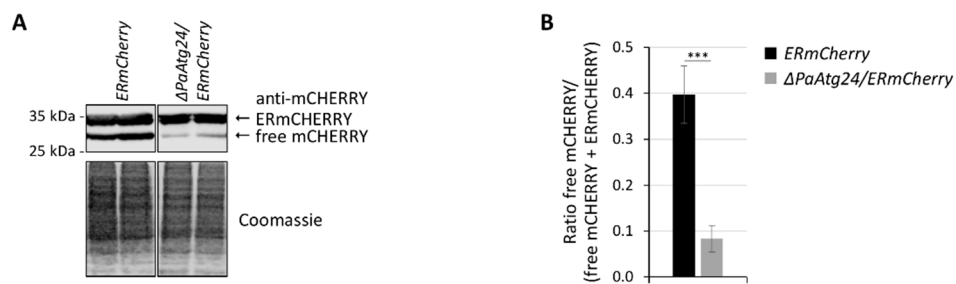 A
ERmCherry
ΔPaAtg24/
ERmCherry
anti-mCHERRY
35 kDa -
← ERmCHERRY
← free mCHERRY
25 kDa -
Coomassie
B
Ratio free mCHERRY/
(free mCHERRY + ERmCHERRY)
0.5
0.4
0.3
0.2
0.1
0.0
***
ERmCherry
ΔPaAtg24/ERmCherry